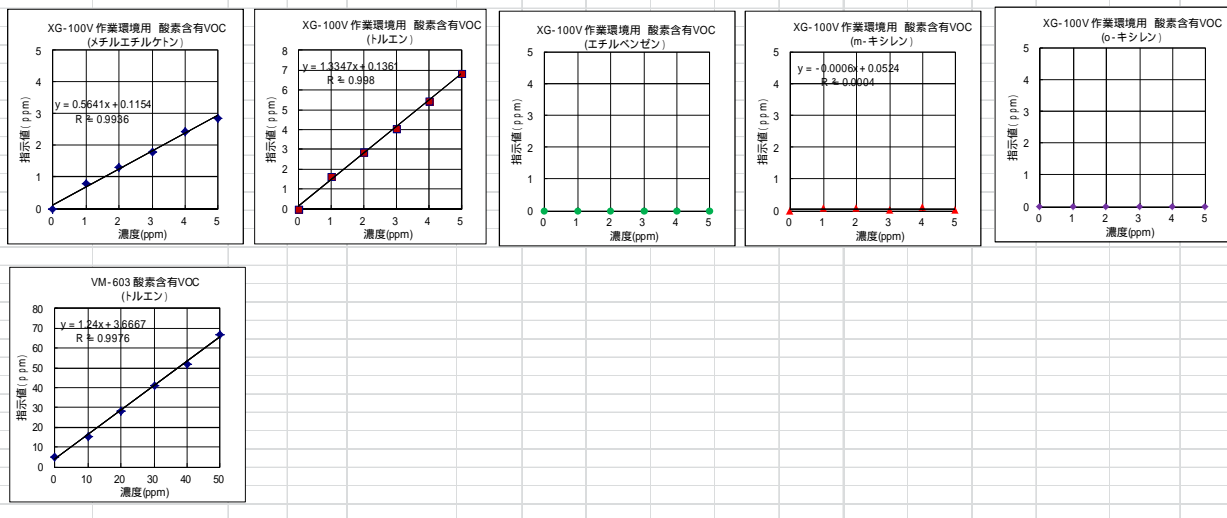 XG-100V 作業環境用 酸素含有VOC
(メチルエチルケトン)
5
4
3
2
1
0
y = 0.5641x + 0.1154
R² = 0.9936
指示値(ppm)
0 1 2 3 4 5
濃度(ppm)
XG-100V 作業環境用 酸素含有VOC
(トルエン)
8
7
6
5
4
3
2
1
0
y = 1.3347x + 0.1361
R² = 0.998
指示値(ppm)
0 1 2 3 4 5
濃度(ppm)
XG-100V 作業環境用 酸素含有VOC
(エチルベンゼン)
5
4
3
2
1
0
指示値(ppm)
0 1 2 3 4 5
濃度(ppm)
XG-100V 作業環境用 酸素含有VOC
(m-キシレン)
5
4
3
2
1
0
y = -0.0006x + 0.0524
R² = 0.0004
指示値(ppm)
0 1 2 3 4 5
濃度(ppm)
XG-100V 作業環境用 酸素含有VOC
(o-キシレン)
5
4
3
2
1
0
指示値(ppm)
0 1 2 3 4 5
濃度(ppm)
VM-603 酸素含有VOC
(トルエン)
80
70
60
50
40
30
20
10
0
y = 1.24x + 3.6667
R² = 0.9976
指示値(ppm)
0 10 20 30 40 50
濃度(ppm)